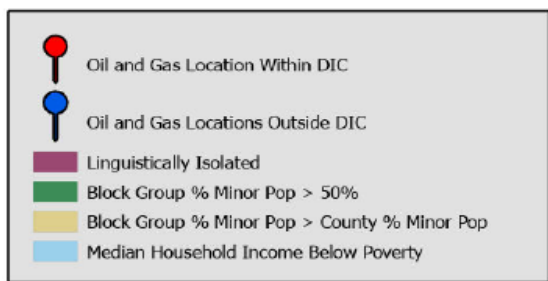 Oil and Gas Location Within DIC
Oil and Gas Locations Outside DIC
Linguistically Isolated
Block Group % Minor Pop > 50%
Block Group % Minor Pop > County % Minor Pop
Median Household Income Below Poverty